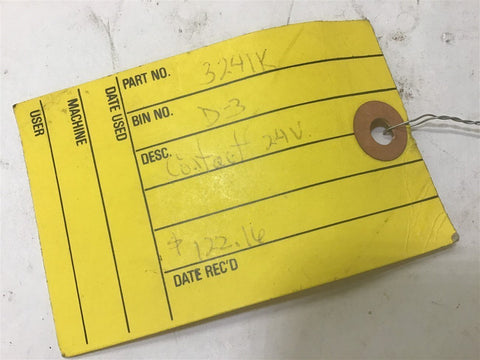 PART NO. 3241K
BIN NO. D-3
DESC. Contact 24V.
$122.16
DATE REC'D
DATE USED
MACHINE
USER